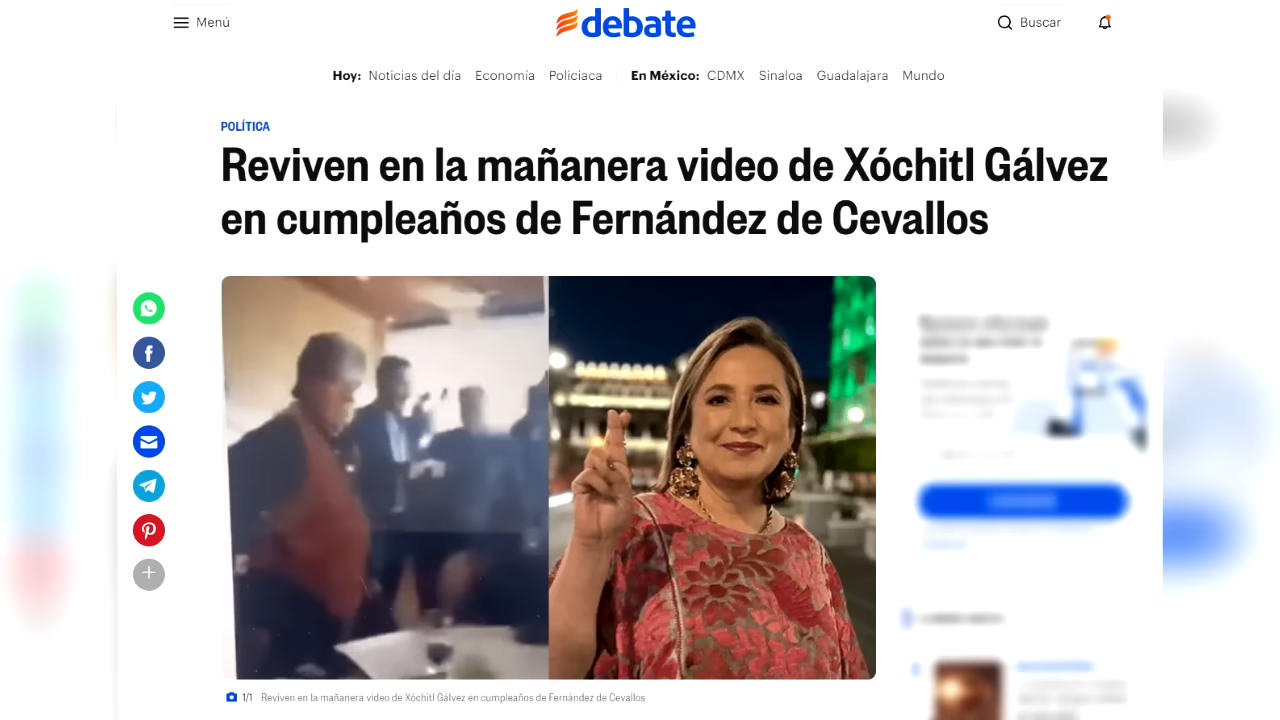 Menú
debate
Buscar
Hoy: Noticias del día Economía Policiaca En México: CDMX Sinaloa Guadalajara Mundo
POLÍTICA
Reviven en la mañanera video de Xóchitl Gálvez
en cumpleaños de Fernández de Cevallos
1/1 Reviven en la mañanera video de Xóchitl Gálvez en cumpleaños de Fernández de Cevallos